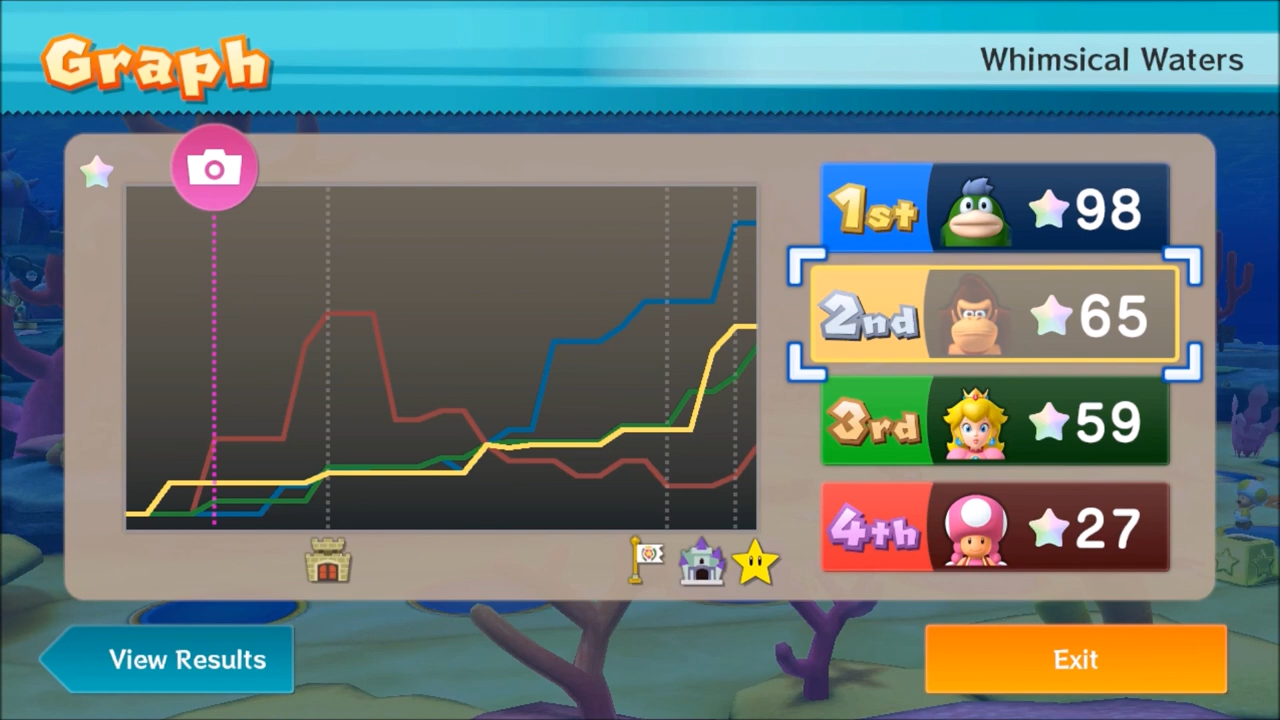 Graph
Whimsical Waters
1st 98
2nd 65
3rd 59
4th 27
View Results
Exit